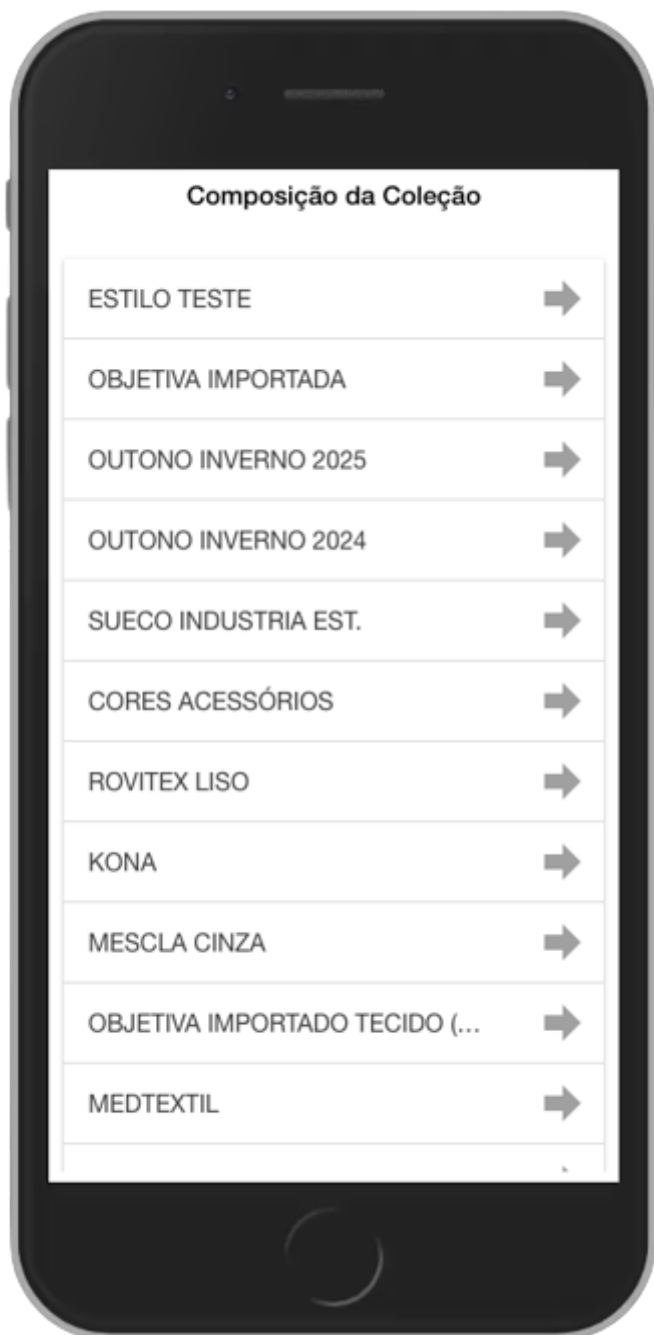 Composição da Coleção
ESTILO TESTE
OBJETIVA IMPORTADA
OUTONO INVERNO 2025
OUTONO INVERNO 2024
SUECO INDUSTRIA EST.
CORES ACESSÓRIOS
ROVITEX LISO
KONA
MESCLA CINZA
OBJETIVA IMPORTADO TECIDO (...
MEDTEXTIL